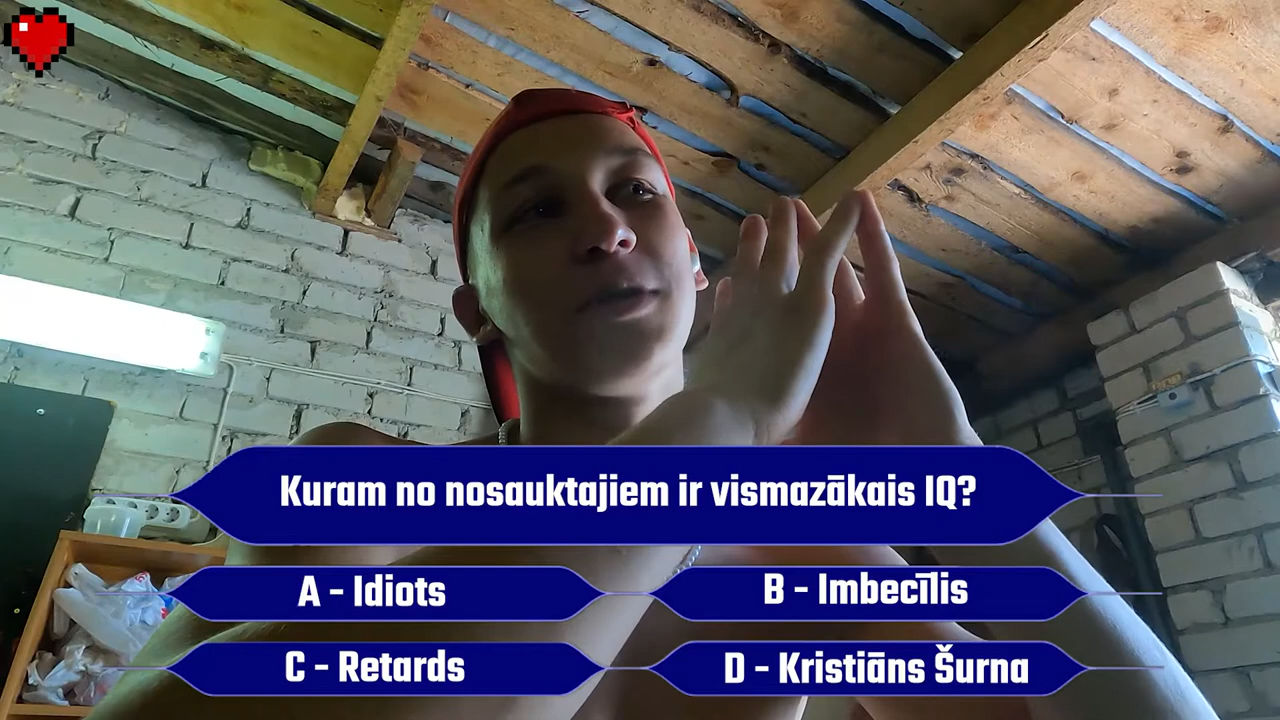 Kuram no nosauktajiem ir vismazākais IQ?
A - Idiots
B - Imbecīlis
C - Retards
D - Kristiāns Šurna